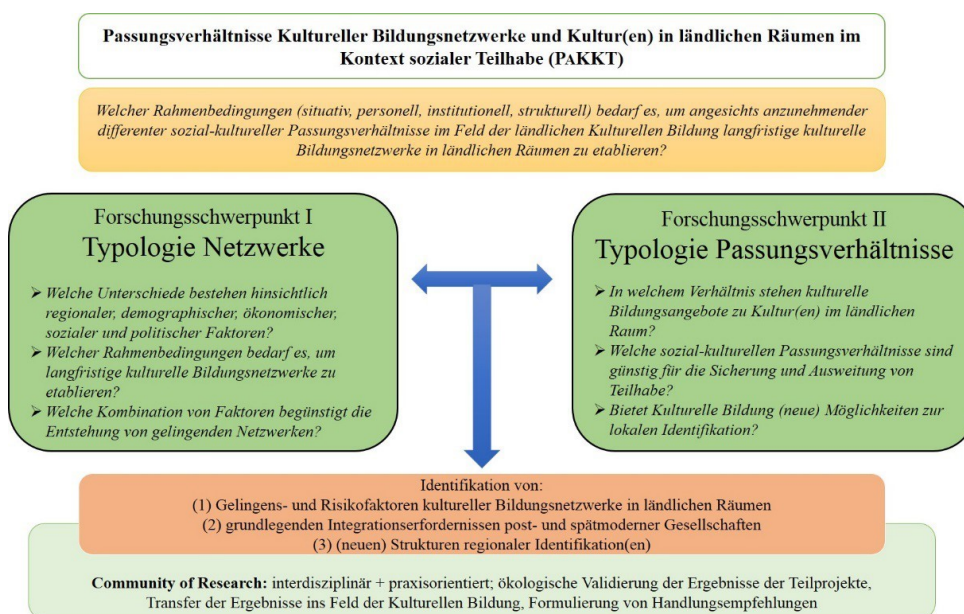 Passungsverhältnisse Kultureller Bildungsnetzwerke und Kultur(en) in ländlichen Räumen im
Kontext sozialer Teilhabe (PAKKT)
Welcher Rahmenbedingungen (situativ, personell, institutionell, strukturell) bedarf es, um angesichts anzunehmender
differenter sozial-kultureller Passungsverhältnisse im Feld der ländlichen Kulturellen Bildung langfristige kulturelle
Bildungsnetzwerke in ländlichen Räumen zu etablieren?
Forschungsschwerpunkt I
Typologie Netzwerke
➤ Welche Unterschiede bestehen hinsichtlich
regionaler, demographischer, ökonomischer,
sozialer und politischer Faktoren?
➤ Welcher Rahmenbedingungen bedarf es, um
langfristige kulturelle Bildungsnetzwerke zu
etablieren?
➤ Welche Kombination von Faktoren begünstigt die
Entstehung von gelingenden Netzwerken?
Forschungsschwerpunkt II
Typologie Passungsverhältnisse
➤ In welchem Verhältnis stehen kulturelle
Bildungsangebote zu Kultur(en) im ländlichen
Raum?
➤ Welche sozial-kulturellen Passungsverhältnisse sind
günstig für die Sicherung und Ausweitung von
Teilhabe?
➤ Bietet Kulturelle Bildung (neue) Möglichkeiten zur
lokalen Identifikation?
Identifikation von:
(1) Gelingens- und Risikofaktoren kultureller Bildungsnetzwerke in ländlichen Räumen
(2) grundlegenden Integrationserfordernissen post- und spätmoderner Gesellschaften
(3) (neuen) Strukturen regionaler Identifikation(en)
Community of Research: interdisziplinär + praxisorientiert; ökologische Validierung der Ergebnisse der Teilprojekte,
Transfer der Ergebnisse ins Feld der Kulturellen Bildung, Formulierung von Handlungsempfehlungen